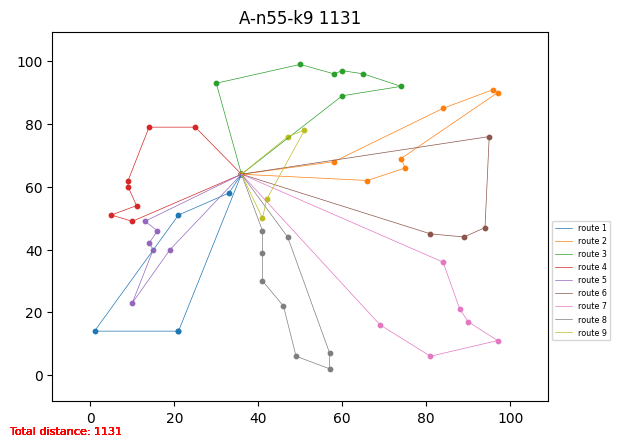 A-n55-k9 1131
100
80
60
40
20
0
0 20 40 60 80 100
route 1
route 2
route 3
route 4
route 5
route 6
route 7
route 8
route 9
Total distance: 1131